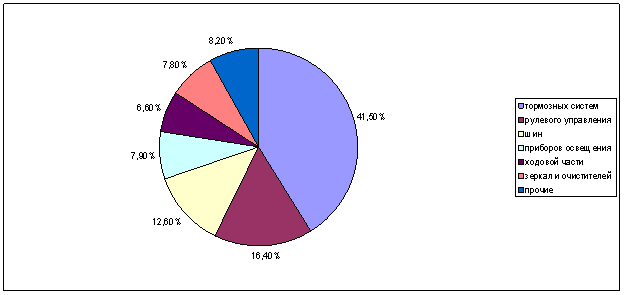 8,20%
7,80%
6,60%
7,90%
12,60%
16,40%
41,50%
тормозных систем
рулевого управления
шин
приборов освещения
ходовой части
зеркал и очистителей
прочие